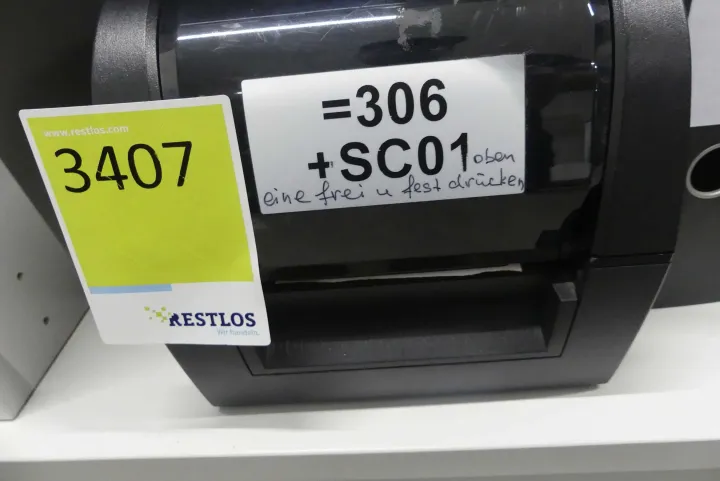 www.restlos.com
3407
RESTLOS
Wir handeln.
=306
+SC01 oben
eine frei u fest drücken